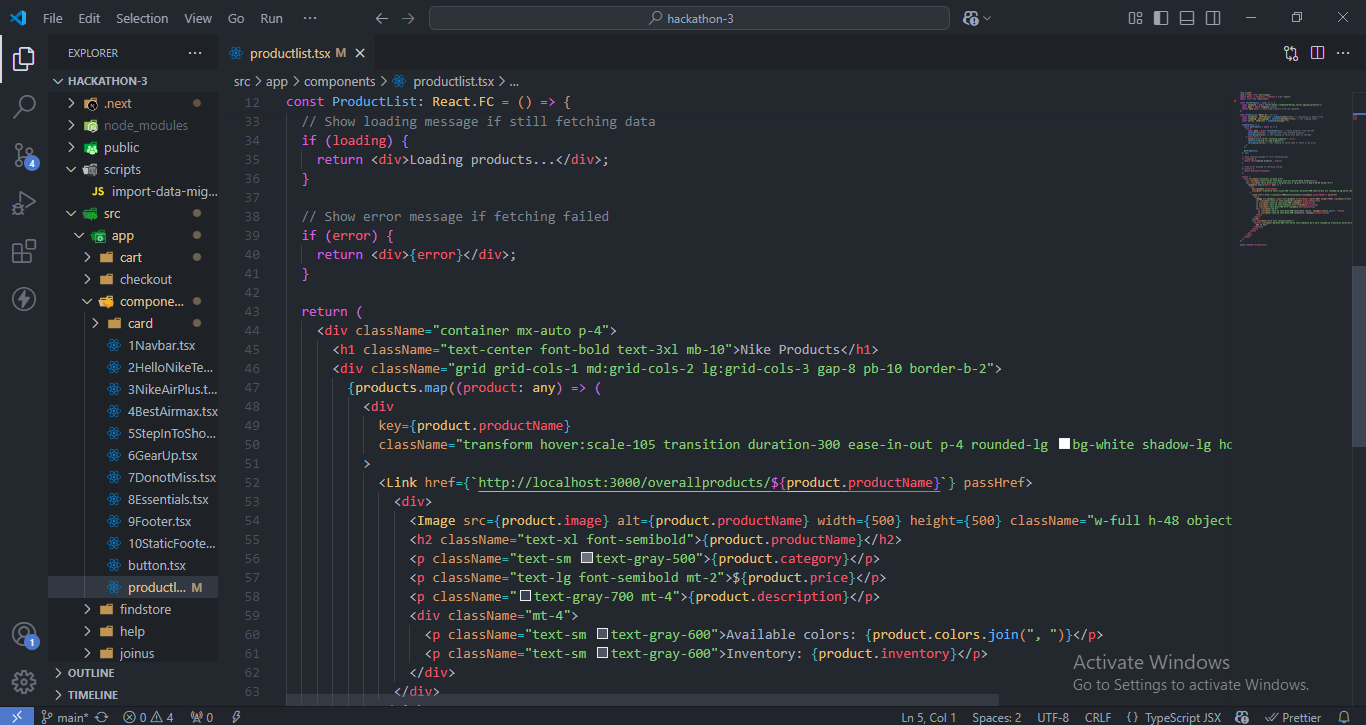 File Edit Selection View Go Run ··· hackathon-3
EXPLORER ···
HACKATHON-3
.next
node_modules
public
scripts
JS import-data-mig...
src
app
cart
checkout
compone...
card
1Navbar.tsx
2HelloNikeTe...
3NikeAirPlus.t...
4BestAirmax.tsx
5StepInToSho...
6GearUp.tsx
7DonotMiss.tsx
8Essentials.tsx
9Footer.tsx
10StaticFoote...
button.tsx
productl... M
findstore
help
joinus
OUTLINE
TIMELINE
4
1
productlist.tsx M
src > app > components > productlist.tsx > ...
12 const ProductList: React.FC = () => {
33 // Show loading message if still fetching data
34 if (loading) {
35 return <div>Loading products...</div>;
36 }
37
38 // Show error message if fetching failed
39 if (error) {
40 return <div>{error}</div>;
41 }
42
43 return (
44 <div className="container mx-auto p-4">
45 <h1 className="text-center font-bold text-3xl mb-10">Nike Products</h1>
46 <div className="grid grid-cols-1 md:grid-cols-2 lg:grid-cols-3 gap-8 pb-10 border-b-2">
47 {products.map((product: any) => (
48 <div
49 key={product.productName}
50 className="transform hover:scale-105 transition duration-300 ease-in-out p-4 rounded-lg bg-white shadow-lg ho
51 >
52 <Link href={`http://localhost:3000/overallproducts/${product.productName}`} passHref>
53 <div>
54 <Image src={product.image} alt={product.productName} width={500} height={500} className="w-full h-48 object
55 <h2 className="text-xl font-semibold">{product.productName}</h2>
56 <p className="text-sm text-gray-500">{product.category}</p>
57 <p className="text-lg font-semibold mt-2">${product.price}</p>
58 <p className="text-gray-700 mt-4">{product.description}</p>
59 <div className="mt-4">
60 <p className="text-sm text-gray-600">Available colors: {product.colors.join(", ")}</p>
61 <p className="text-sm text-gray-600">Inventory: {product.inventory}</p>
62 </div>
63 </div>
Activate Windows
Go to Settings to activate Windows.
main* 0 4 0 Ln 5, Col 1 Spaces: 2 UTF-8 CRLF {} TypeScript JSX Prettier